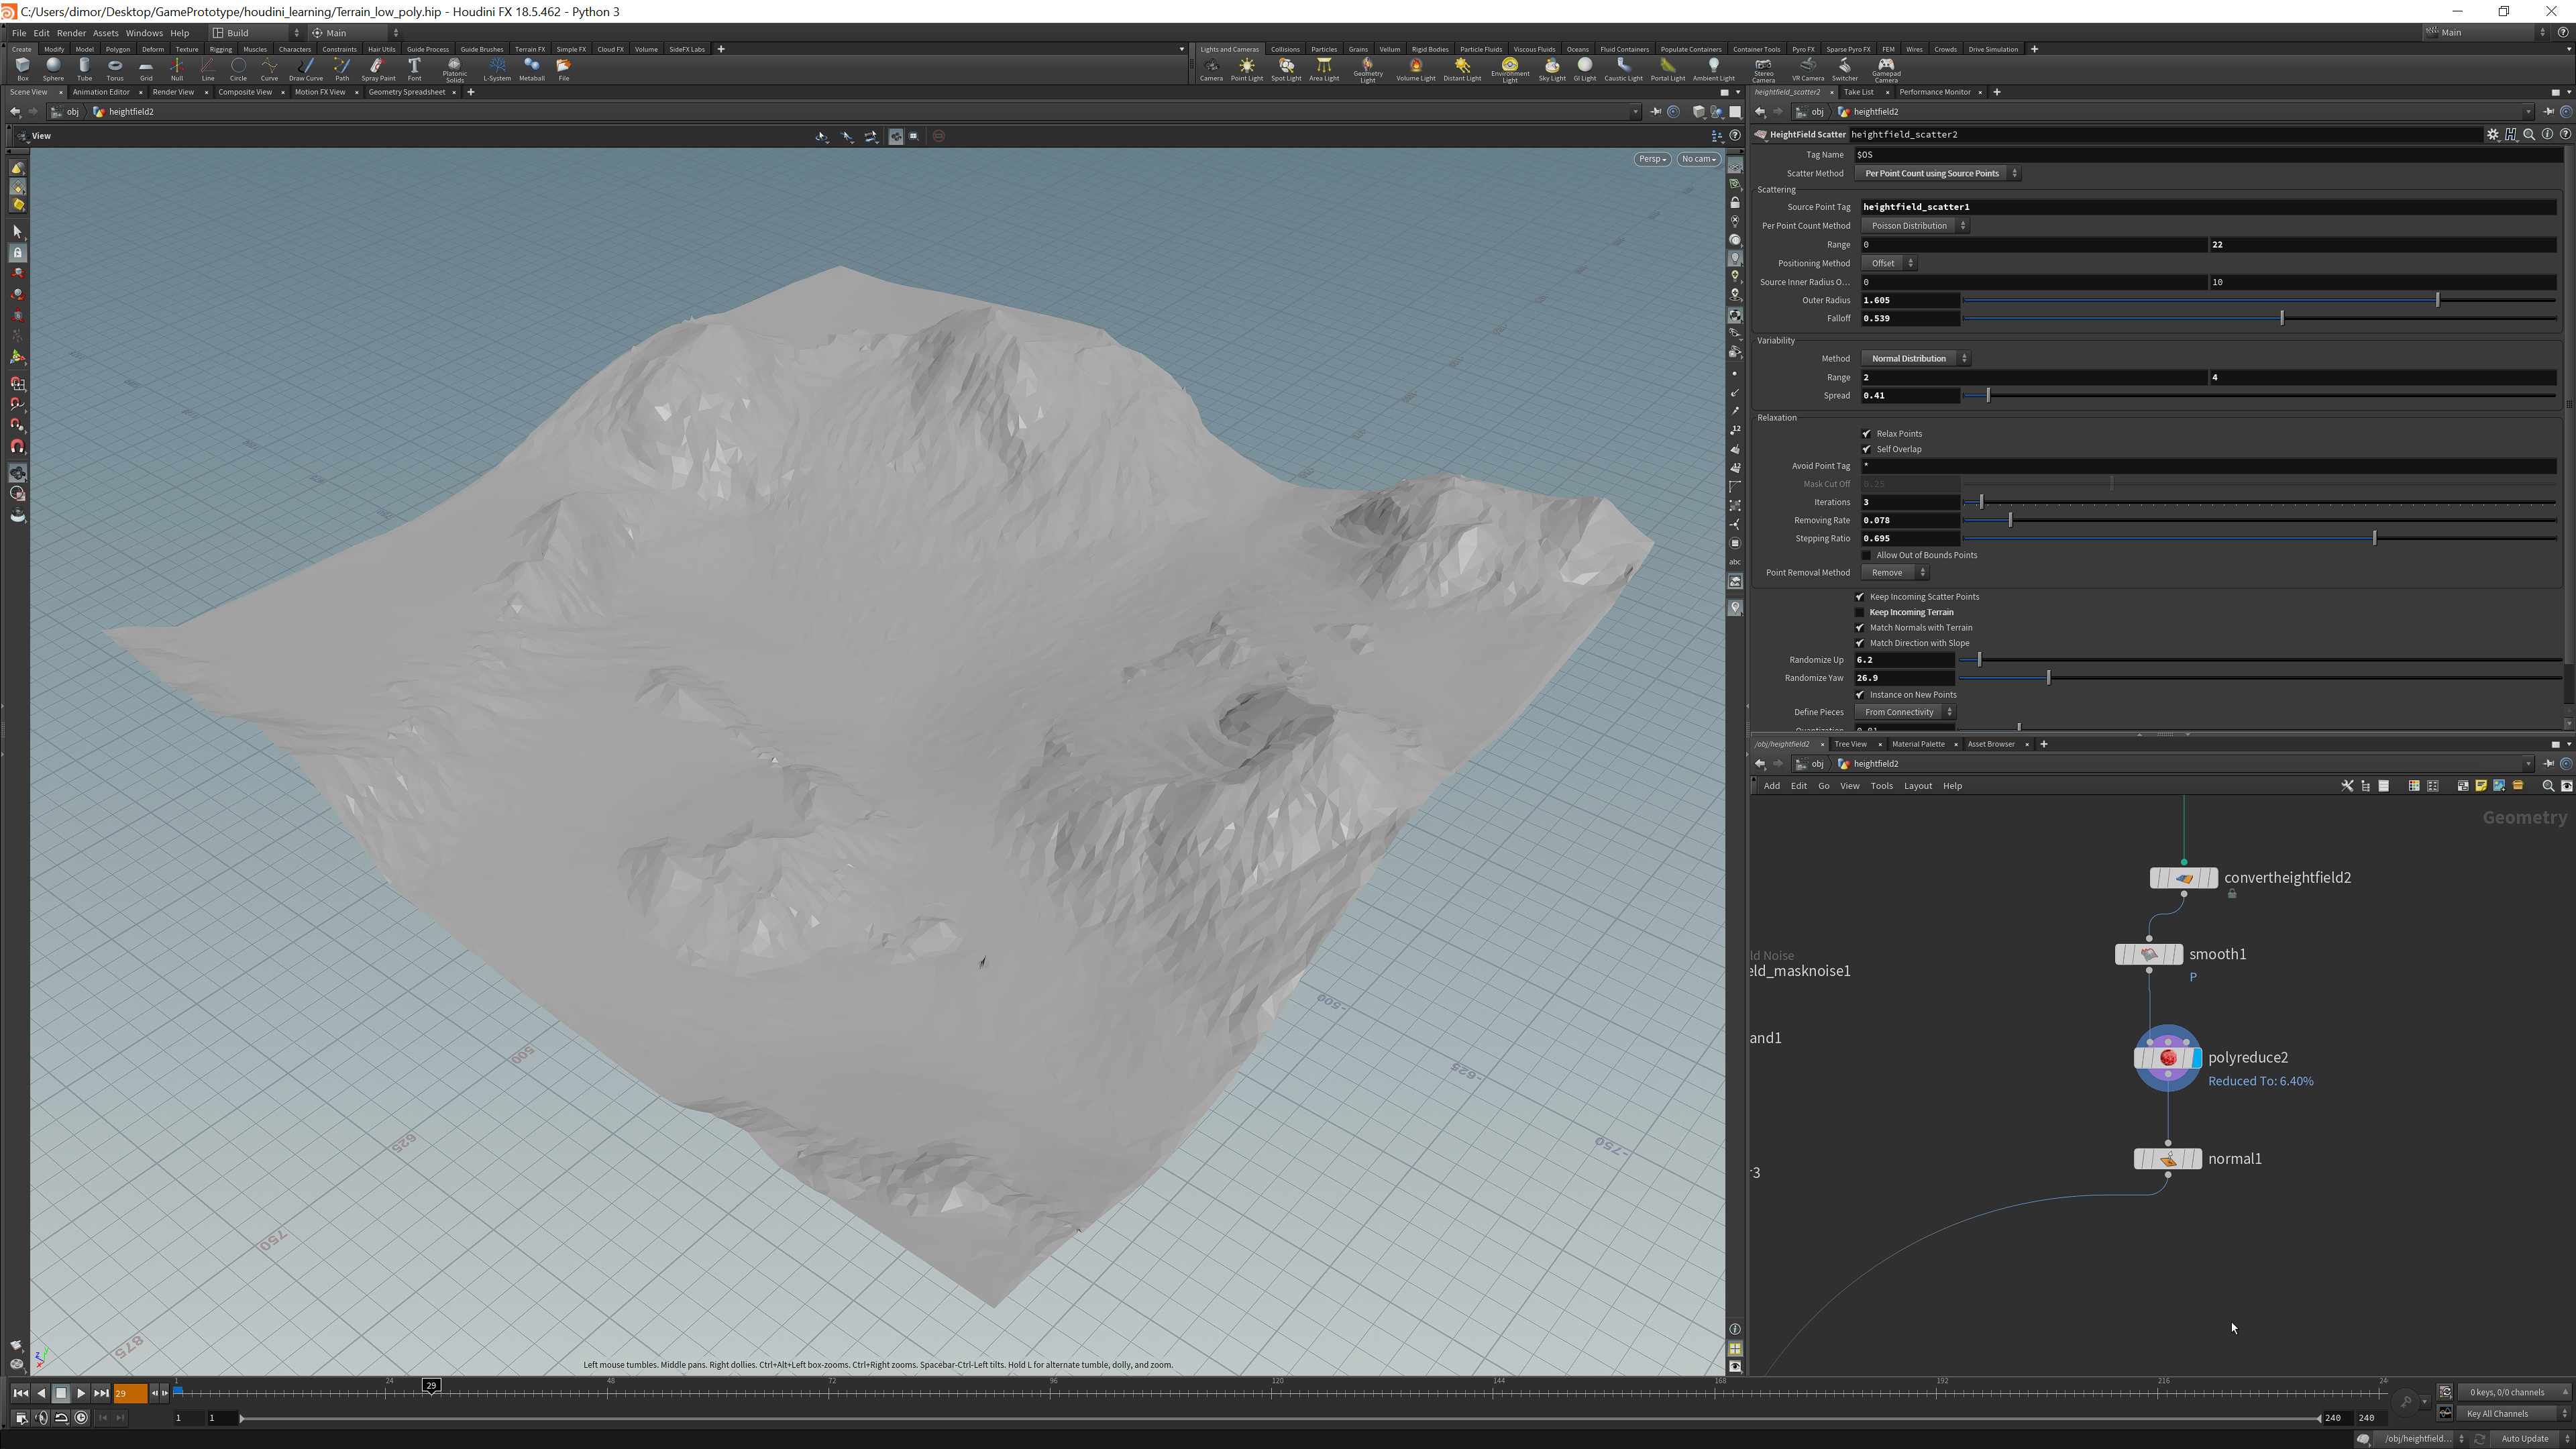 C:/Users/dimor/Desktop/GamePrototype/houdini_learning/Terrain_low_poly.hip - Houdini FX 18.5.462 - Python 3
File Edit Render Assets Windows Help Build Main Main
Create Modify Model Polygon Deform Texture Rigging Muscles Characters Constraints Hair Utils Guide Process Guide Brushes Terrain FX Simple FX Cloud FX Volume SideFX Labs
Lights and Cameras Collisions Particles Grains Vellum Rigid Bodies Particle Fluids Viscous Fluids Oceans Fluid Containers Populate Containers Container Tools Pyro FX Sparse Pyro FX FEM Wires Crowds Drive Simulation
Box Sphere Tube Torus Grid Null Line Circle Curve Draw Curve Path Spray Paint Font Platonic Solids L-System Metaball File
Camera Point Light Spot Light Area Light Geometry Light Volume Light Distant Light Environment Light Sky Light GI Light Caustic Light Portal Light Ambient Light Stereo Camera VR Camera Switcher Gamepad Camera
Scene View Animation Editor Render View Composite View Motion FX View Geometry Spreadsheet
obj heightfield2
View
Persp No cam
500
625
750
875
-500
-625
-750
12
12
abc
Left mouse tumbles. Middle pans. Right dollies. Ctrl+Alt+Left box-zooms. Ctrl+Right zooms. Spacebar-Ctrl-Left tilts. Hold L for alternate tumble, dolly, and zoom.
heightfield_scatter2 Take List Performance Monitor
obj heightfield2
HeightField Scatter heightfield_scatter2
Tag Name $OS
Scatter Method Per Point Count using Source Points
Scattering
Source Point Tag heightfield_scatter1
Per Point Count Method Poisson Distribution
Range 0 22
Positioning Method Offset
Source Inner Radius O... 0 10
Outer Radius 1.605
Falloff 0.539
Variability
Method Normal Distribution
Range 2 4
Spread 0.41
Relaxation
Relax Points
Self Overlap
Avoid Point Tag *
Mask Cut Off 0.25
Iterations 3
Removing Rate 0.078
Stepping Ratio 0.695
Allow Out of Bounds Points
Point Removal Method Remove
Keep Incoming Scatter Points
Keep Incoming Terrain
Match Normals with Terrain
Match Direction with Slope
Randomize Up 6.2
Randomize Yaw 26.9
Instance on New Points
Define Pieces From Connectivity
/obj/heightfield2 Tree View Material Palette Asset Browser
obj heightfield2
Add Edit Go View Tools Layout Help
Geometry
convertheightfield2
ld Noise
eld_masknoise1
smooth1
P
and1
polyreduce2
Reduced To: 6.40%
normal1
r3
29 1 24 29 48 72 96 120 144 168 192 216 24
0 keys, 0/0 channels
1 1 240 240
Key All Channels
/obj/heightfield... Auto Update